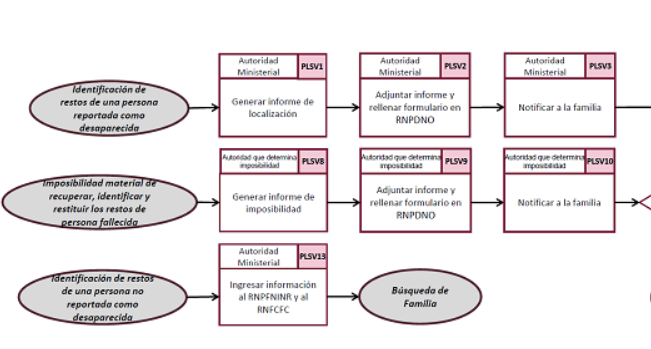 Identificación de
restos de una persona
reportada como
desaparecida
Autoridad
Ministerial
PLSV1
Generar informe de
localización
Autoridad
Ministerial
PLSV2
Adjuntar informe y
rellenar formulario en
RNPDNO
Autoridad
Ministerial
PLSV3
Notificar a la familia
Imposibilidad material de
recuperar, identificar y
restituir los restos de
persona fallecida
Autoridad que determina
imposibilidad
PLSV8
Generar informe de
imposibilidad
Autoridad que determina
imposibilidad
PLSV9
Adjuntar informe y
rellenar formulario en
RNPDNO
Autoridad que determina
imposibilidad
PLSV10
Notificar a la familia
Identificación de restos
de una persona no
reportada como
desaparecida
Autoridad
Ministerial
PLSV13
Ingresar información
al RNPFNINR y al
RNFCFC
Búsqueda de
Familia